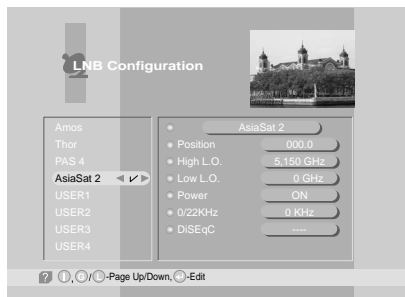 LNB Configuration
Amos
Thor
PAS 4
AsiaSat 2
USER1
USER2
USER3
USER4
AsiaSat 2
Position 000.0
High L.O. 5,150 GHz
Low L.O. 0 GHz
Power ON
0/22KHz 0 KHz
DiSEqC ----
? Ⓘ, Ⓖ/Ⓛ-Page Up/Down, -Edit